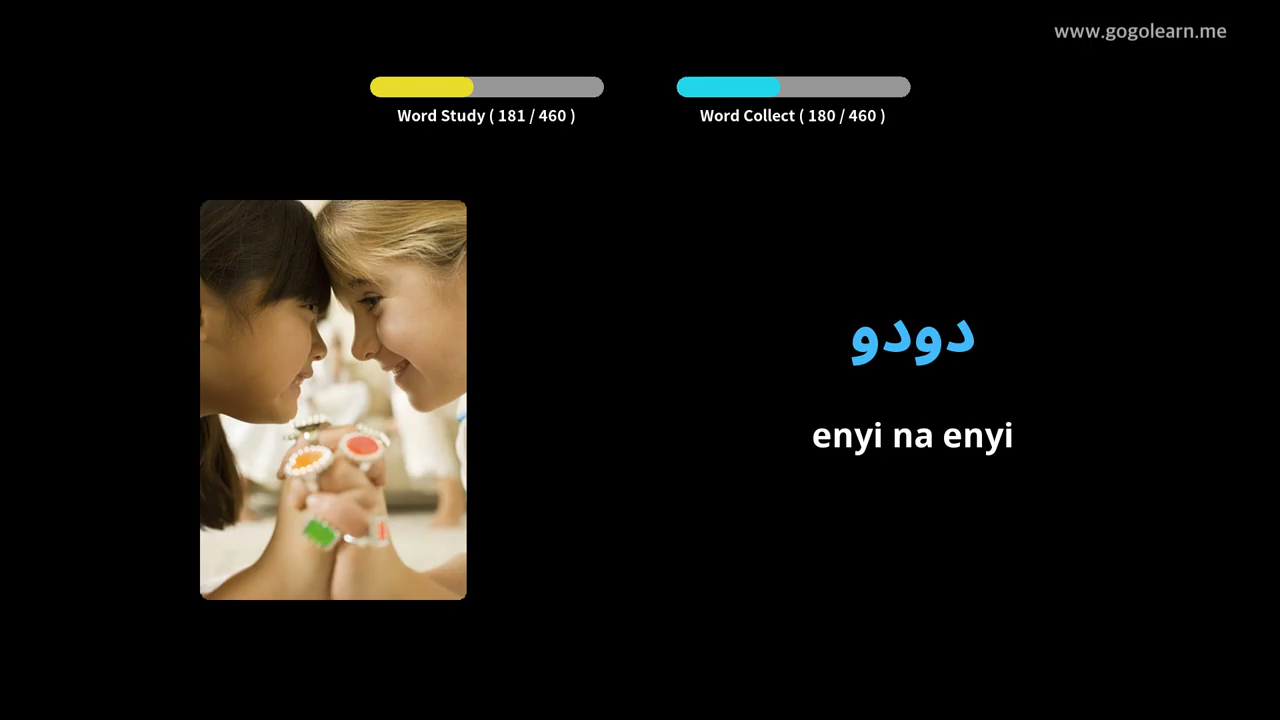 www.gogolearn.me
Word Study ( 181 / 460 )
Word Collect ( 180 / 460 )
دودو
enyi na enyi